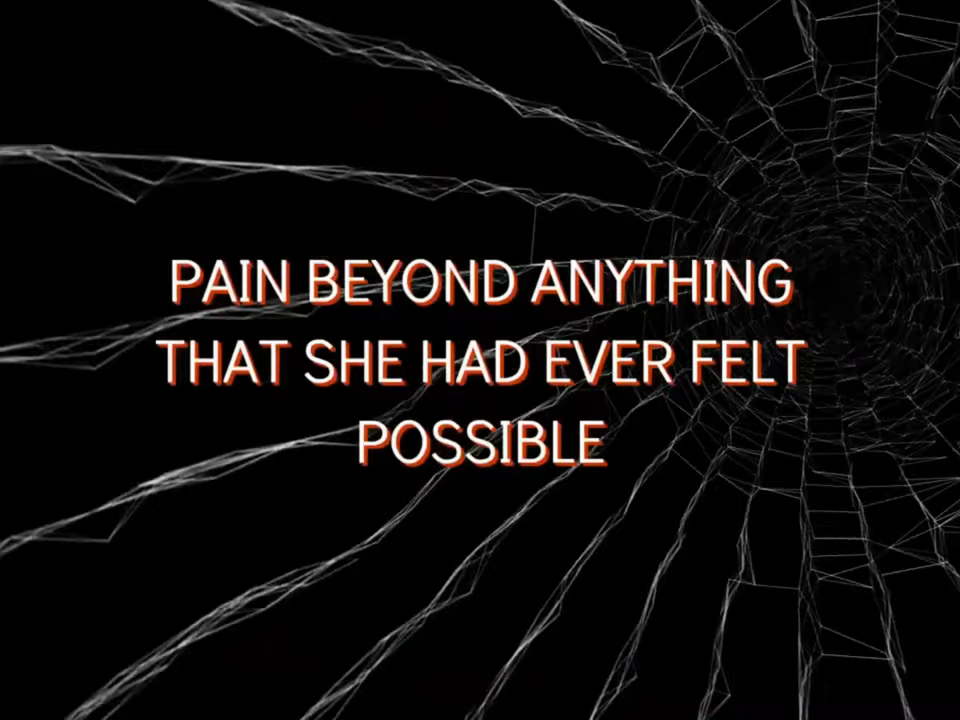 PAIN BEYOND ANYTHING
THAT SHE HAD EVER FELT
POSSIBLE